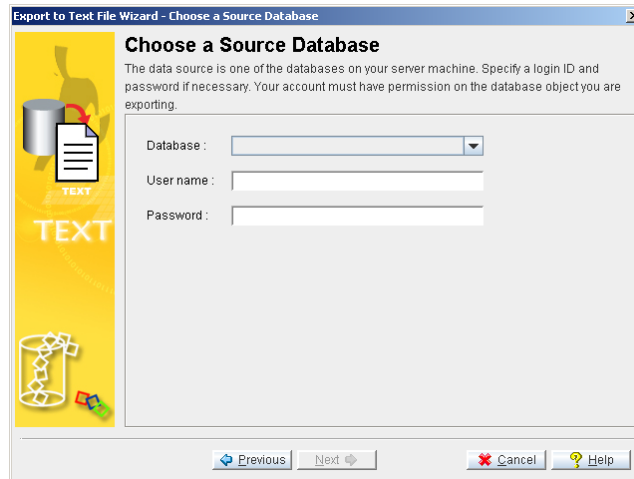 Export to Text File Wizard - Choose a Source Database
Choose a Source Database
The data source is one of the databases on your server machine. Specify a login ID and
password if necessary. Your account must have permission on the database object you are
exporting.
TEXT
TEXT
Database :
User name :
Password :
Previous
Next
Cancel
Help